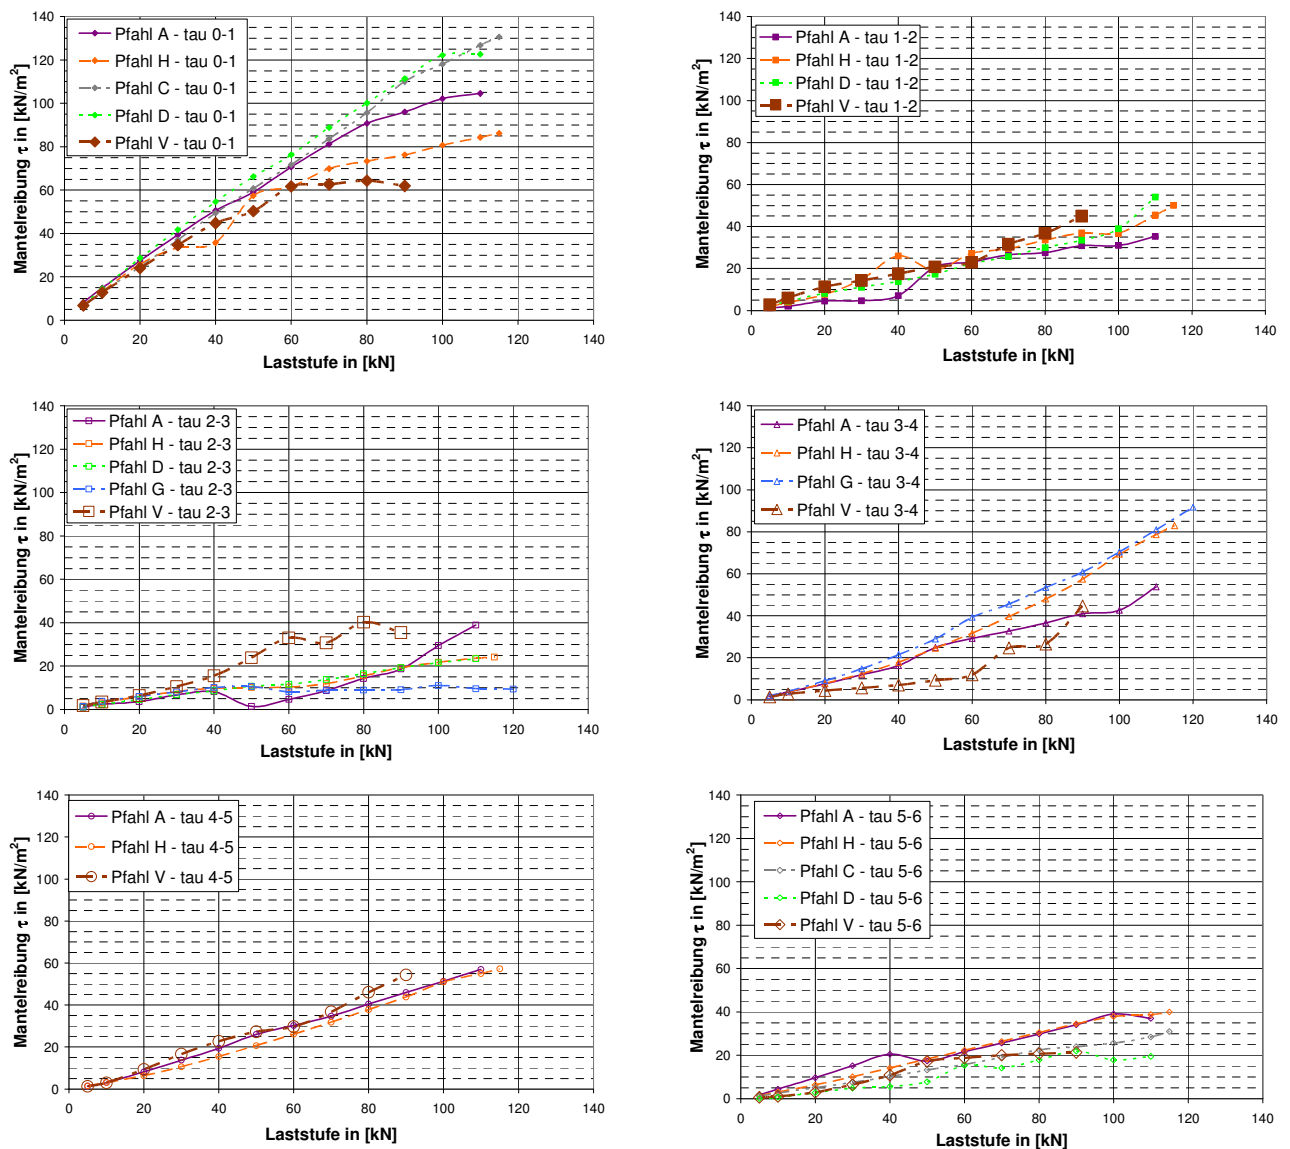 Mantelreibung τ in [kN/m²]
140
120
100
80
60
40
20
0
Pfahl A - tau 0-1
Pfahl H - tau 0-1
Pfahl C - tau 0-1
Pfahl D - tau 0-1
Pfahl V - tau 0-1
0 20 40 60 80 100 120 140
Laststufe in [kN]
Mantelreibung τ in [kN/m²]
140
120
100
80
60
40
20
0
Pfahl A - tau 1-2
Pfahl H - tau 1-2
Pfahl D - tau 1-2
Pfahl V - tau 1-2
0 20 40 60 80 100 120 140
Laststufe in [kN]
Mantelreibung τ in [kN/m²]
140
120
100
80
60
40
20
0
Pfahl A - tau 2-3
Pfahl H - tau 2-3
Pfahl D - tau 2-3
Pfahl G - tau 2-3
Pfahl V - tau 2-3
0 20 40 60 80 100 120 140
Laststufe in [kN]
Mantelreibung τ in [kN/m²]
140
120
100
80
60
40
20
0
Pfahl A - tau 3-4
Pfahl H - tau 3-4
Pfahl G - tau 3-4
Pfahl V - tau 3-4
0 20 40 60 80 100 120 140
Laststufe in [kN]
Mantelreibung τ in [kN/m²]
140
120
100
80
60
40
20
0
Pfahl A - tau 4-5
Pfahl H - tau 4-5
Pfahl V - tau 4-5
0 20 40 60 80 100 120 140
Laststufe in [kN]
Mantelreibung τ in [kN/m²]
140
120
100
80
60
40
20
0
Pfahl A - tau 5-6
Pfahl H - tau 5-6
Pfahl C - tau 5-6
Pfahl D - tau 5-6
Pfahl V - tau 5-6
0 20 40 60 80 100 120 140
Laststufe in [kN]